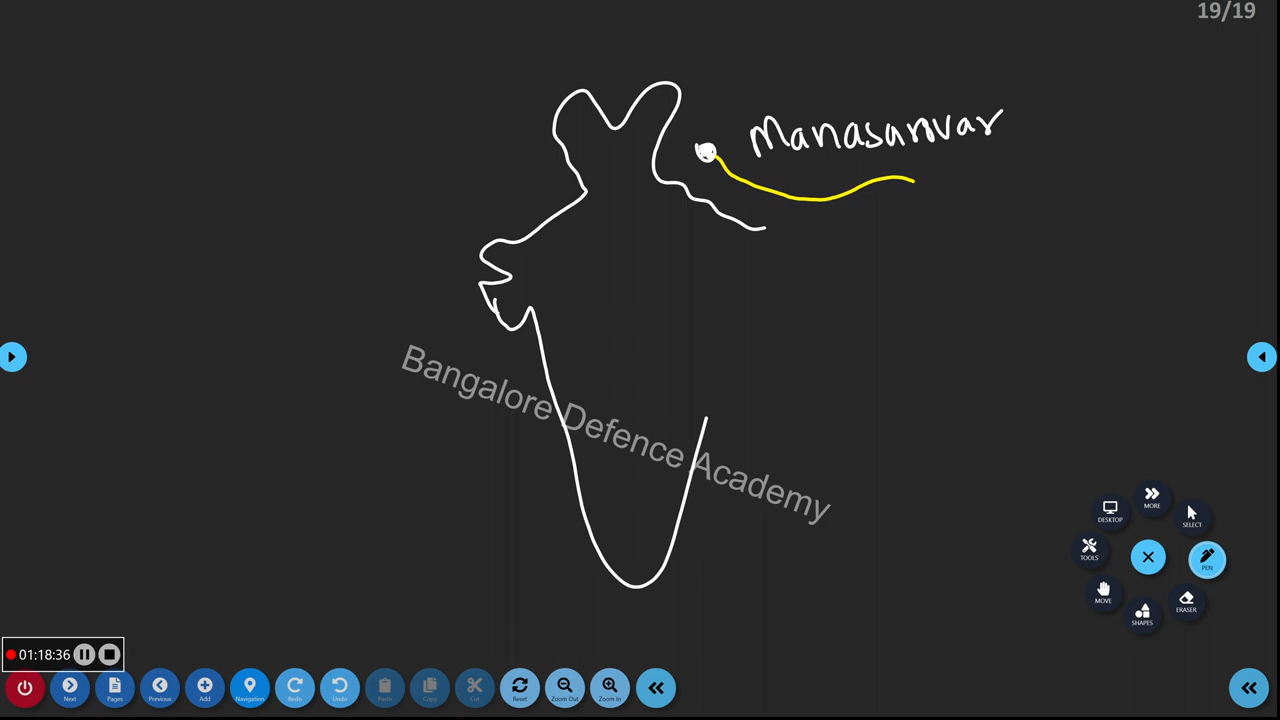 19/19
Manasarovar
Bangalore Defence Academy
MORE
DESKTOP
SELECT
TOOLS
PEN
MOVE
ERASER
SHAPES
01:18:36
Next
Pages
Previous
Add
Navigation
Redo
Undo
Paste
Copy
Cut
Reset
Zoom Out
Zoom In